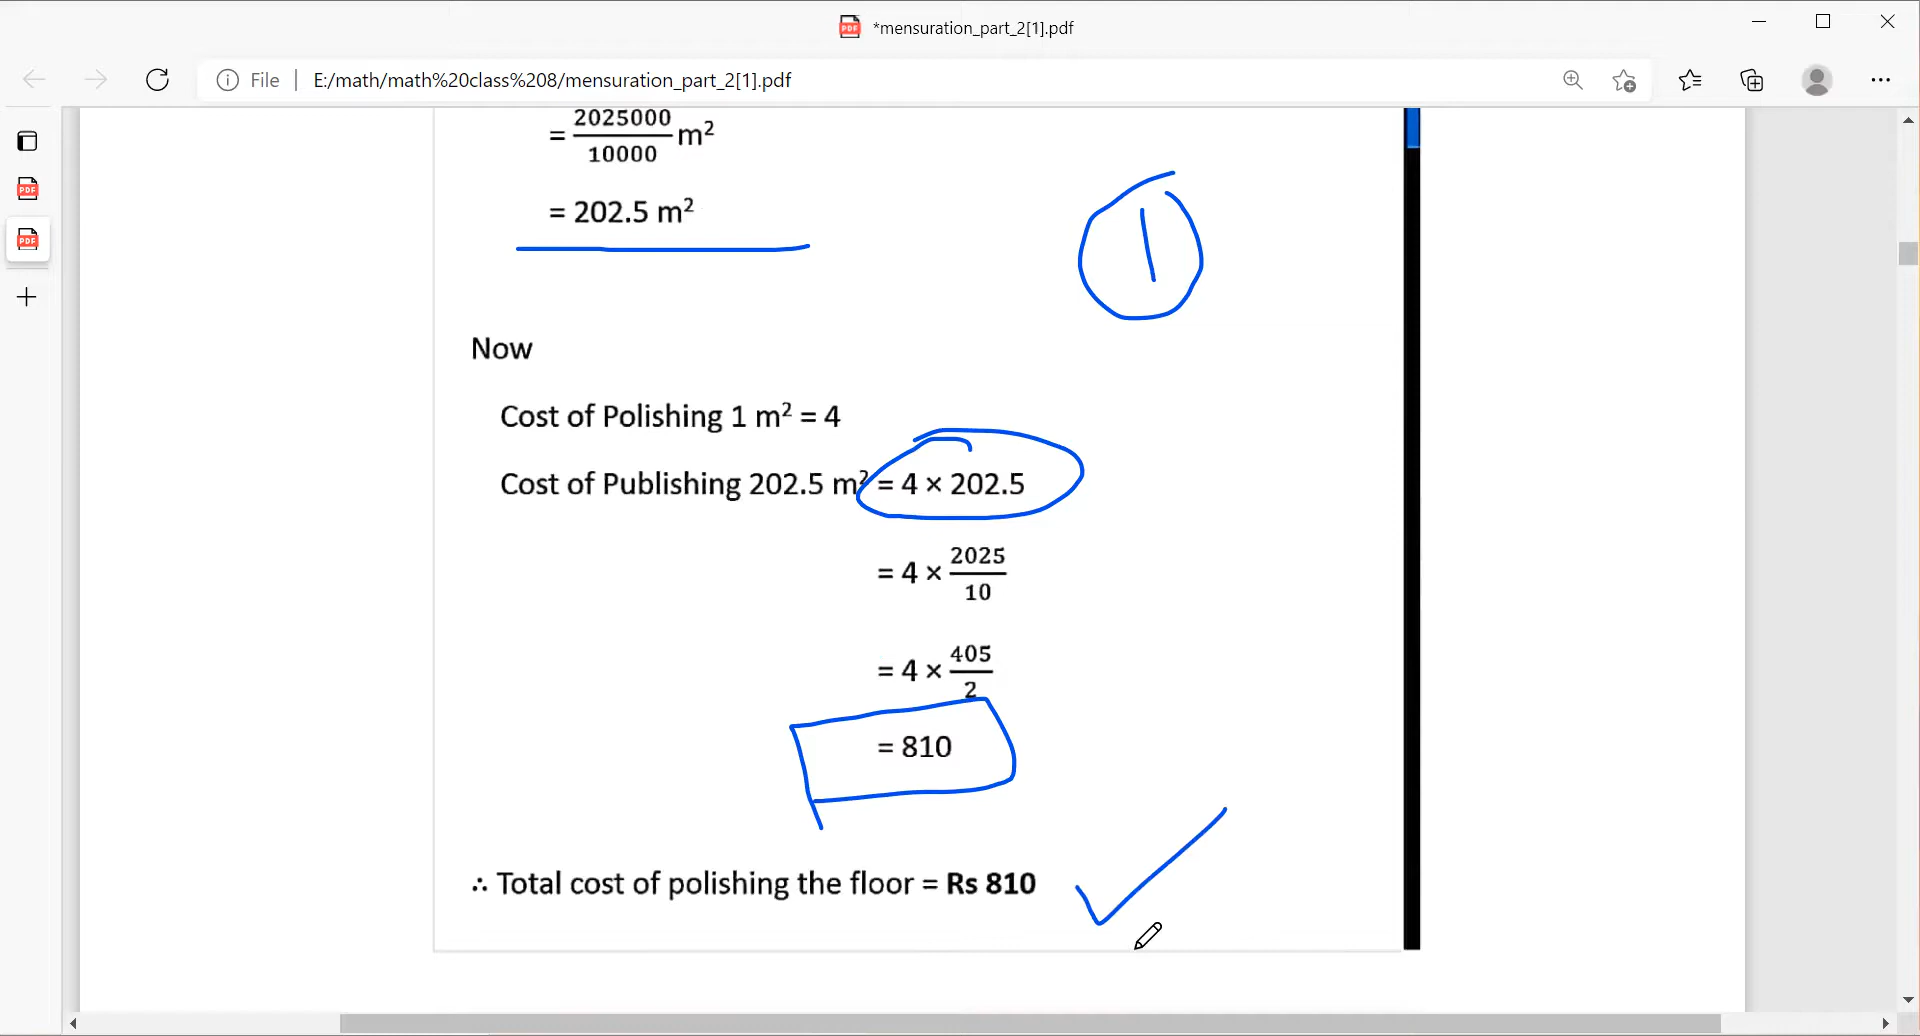 *mensuration_part_2[1].pdf
File | E:/math/math%20class%208/mensuration_part_2[1].pdf
= 2025000/10000 m²
= 202.5 m²
1
Now
Cost of Polishing 1 m² = 4
Cost of Publishing 202.5 m² = 4 × 202.5
= 4 × 2025/10
= 4 × 405/2
= 810
∴ Total cost of polishing the floor = Rs 810